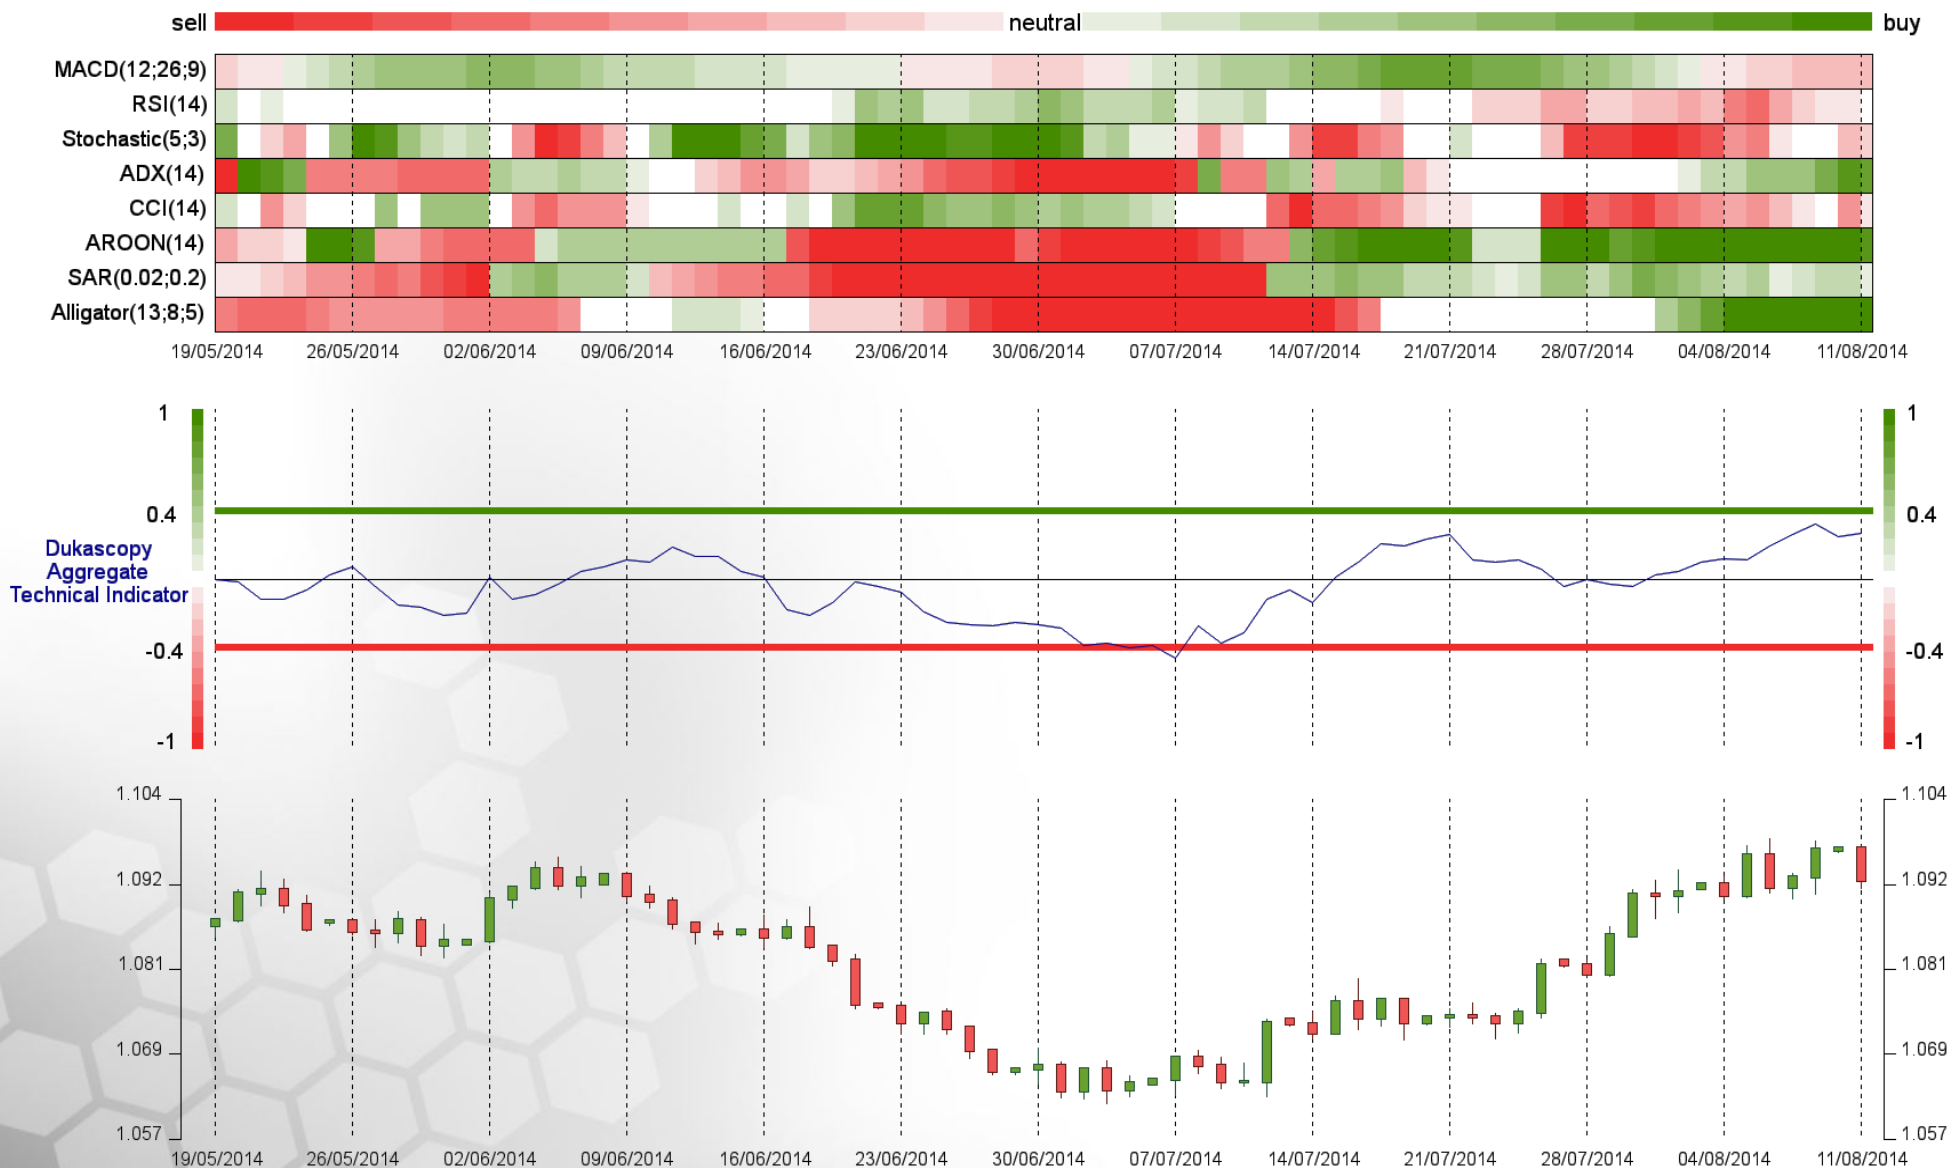 sell neutral buy
MACD(12;26;9)
RSI(14)
Stochastic(5;3)
ADX(14)
CCI(14)
AROON(14)
SAR(0.02;0.2)
Alligator(13;8;5)
19/05/2014 26/05/2014 02/06/2014 09/06/2014 16/06/2014 23/06/2014 30/06/2014 07/07/2014 14/07/2014 21/07/2014 28/07/2014 04/08/2014 11/08/2014
1 1
0.4 0.4
Dukascopy
Aggregate
Technical Indicator
-0.4 -0.4
-1 -1
1.104 1.104
1.092 1.092
1.081 1.081
1.069 1.069
1.057 1.057
19/05/2014 26/05/2014 02/06/2014 09/06/2014 16/06/2014 23/06/2014 30/06/2014 07/07/2014 14/07/2014 21/07/2014 28/07/2014 04/08/2014 11/08/2014